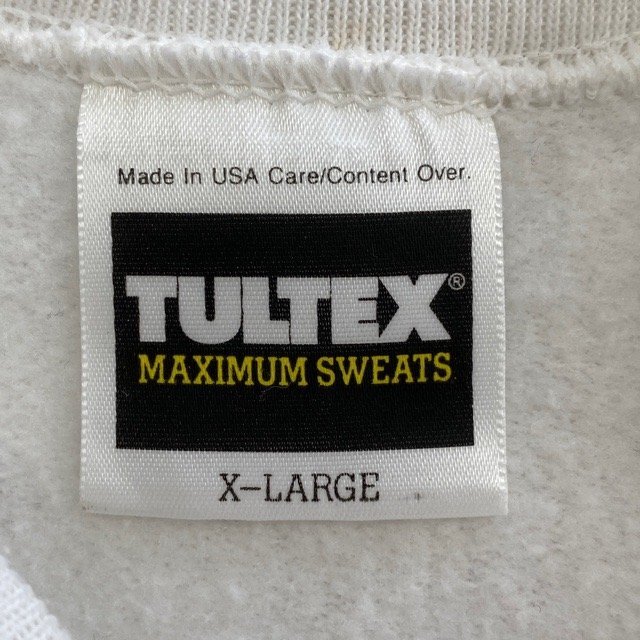 Made In USA Care/Content Over.
TULTEX®
MAXIMUM SWEATS
X-LARGE